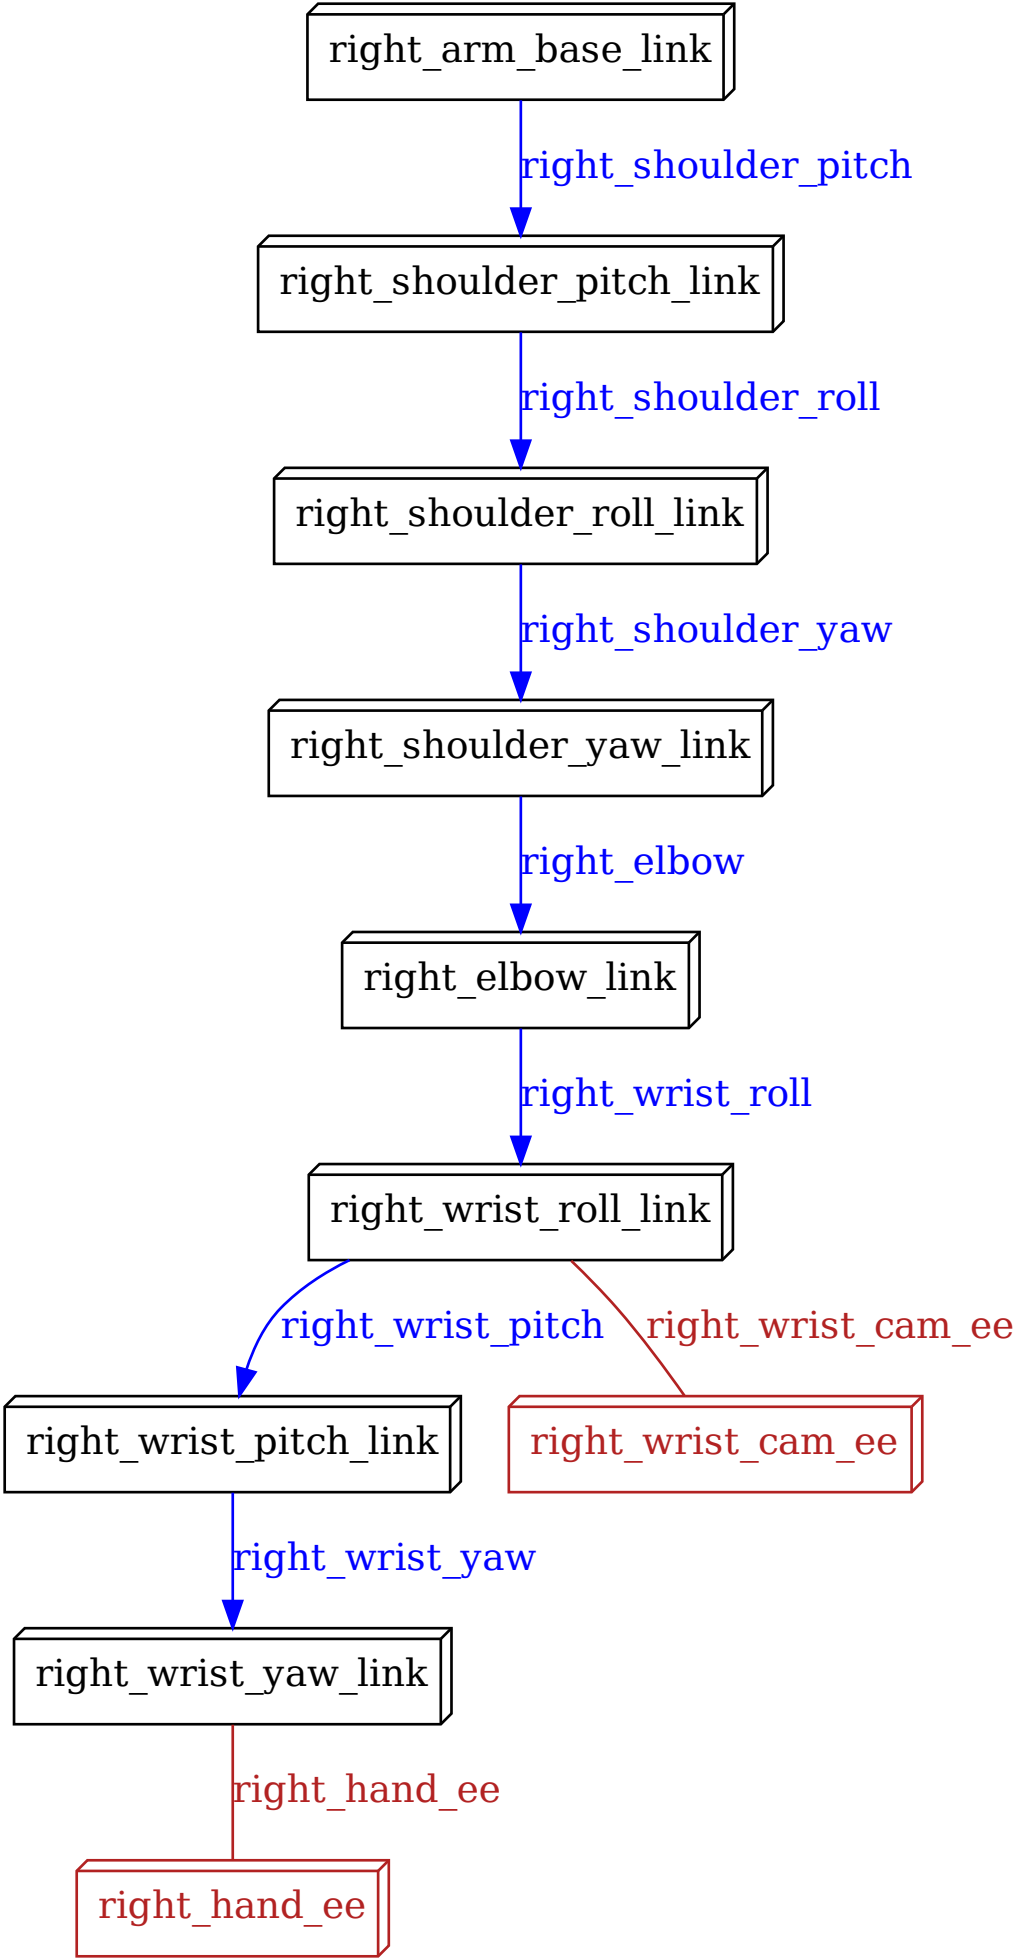 right_arm_base_link
right_shoulder_pitch
right_shoulder_pitch_link
right_shoulder_roll
right_shoulder_roll_link
right_shoulder_yaw
right_shoulder_yaw_link
right_elbow
right_elbow_link
right_wrist_roll
right_wrist_roll_link
right_wrist_pitch
right_wrist_cam_ee
right_wrist_pitch_link
right_wrist_cam_ee
right_wrist_yaw
right_wrist_yaw_link
right_hand_ee
right_hand_ee